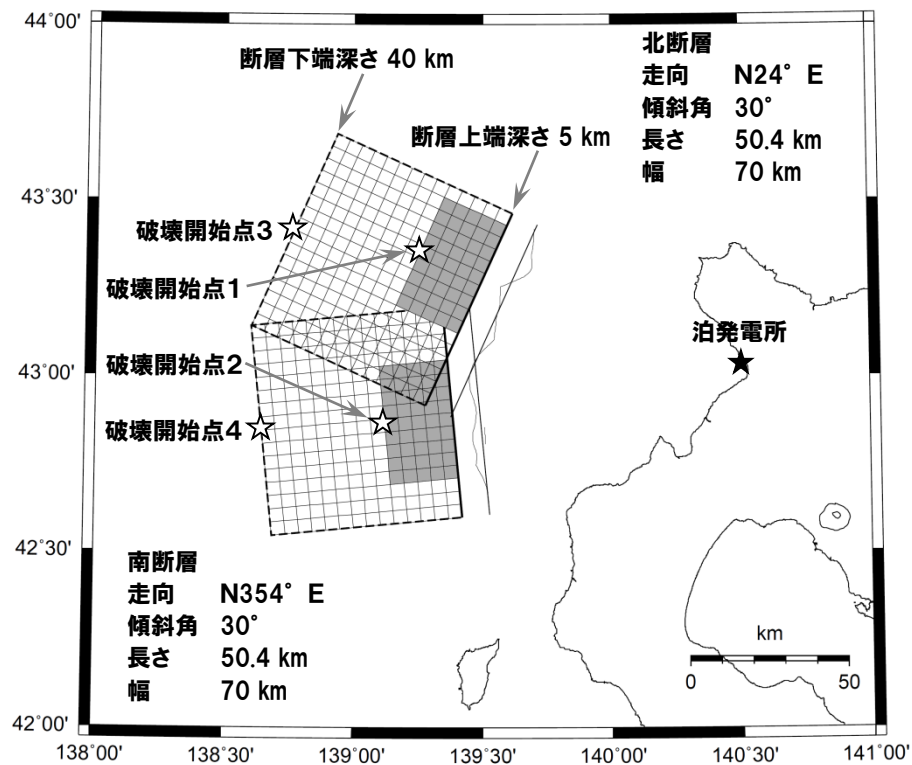 44°00'
43°30'
43°00'
42°30'
42°00'
138°00'
138°30'
139°00'
139°30'
140°00'
140°30'
141°00'
断層下端深さ 40 km
断層上端深さ 5 km
北断層
走向 N24° E
傾斜角 30°
長さ 50.4 km
幅 70 km
破壊開始点3
破壊開始点1
破壊開始点2
破壊開始点4
泊発電所
南断層
走向 N354° E
傾斜角 30°
長さ 50.4 km
幅 70 km
km
0 50